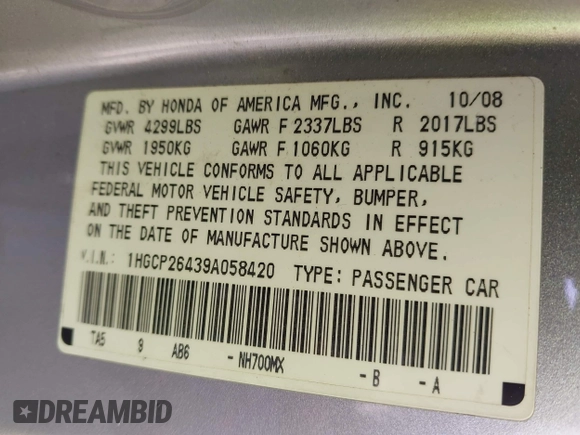 MFD. BY HONDA OF AMERICA MFG., INC. 10/08
GVWR 4299LBS GAWR F 2337LBS R 2017LBS
GVWR 1950KG GAWR F 1060KG R 915KG
THIS VEHICLE CONFORMS TO ALL APPLICABLE
FEDERAL MOTOR VEHICLE SAFETY, BUMPER,
AND THEFT PREVENTION STANDARDS IN EFFECT
ON THE DATE OF MANUFACTURE SHOWN ABOVE.
V.I.N.: 1HGCP26439A058420 TYPE: PASSENGER CAR
TA5 9 AB6 - NH700MX - B - A
DREAMBID